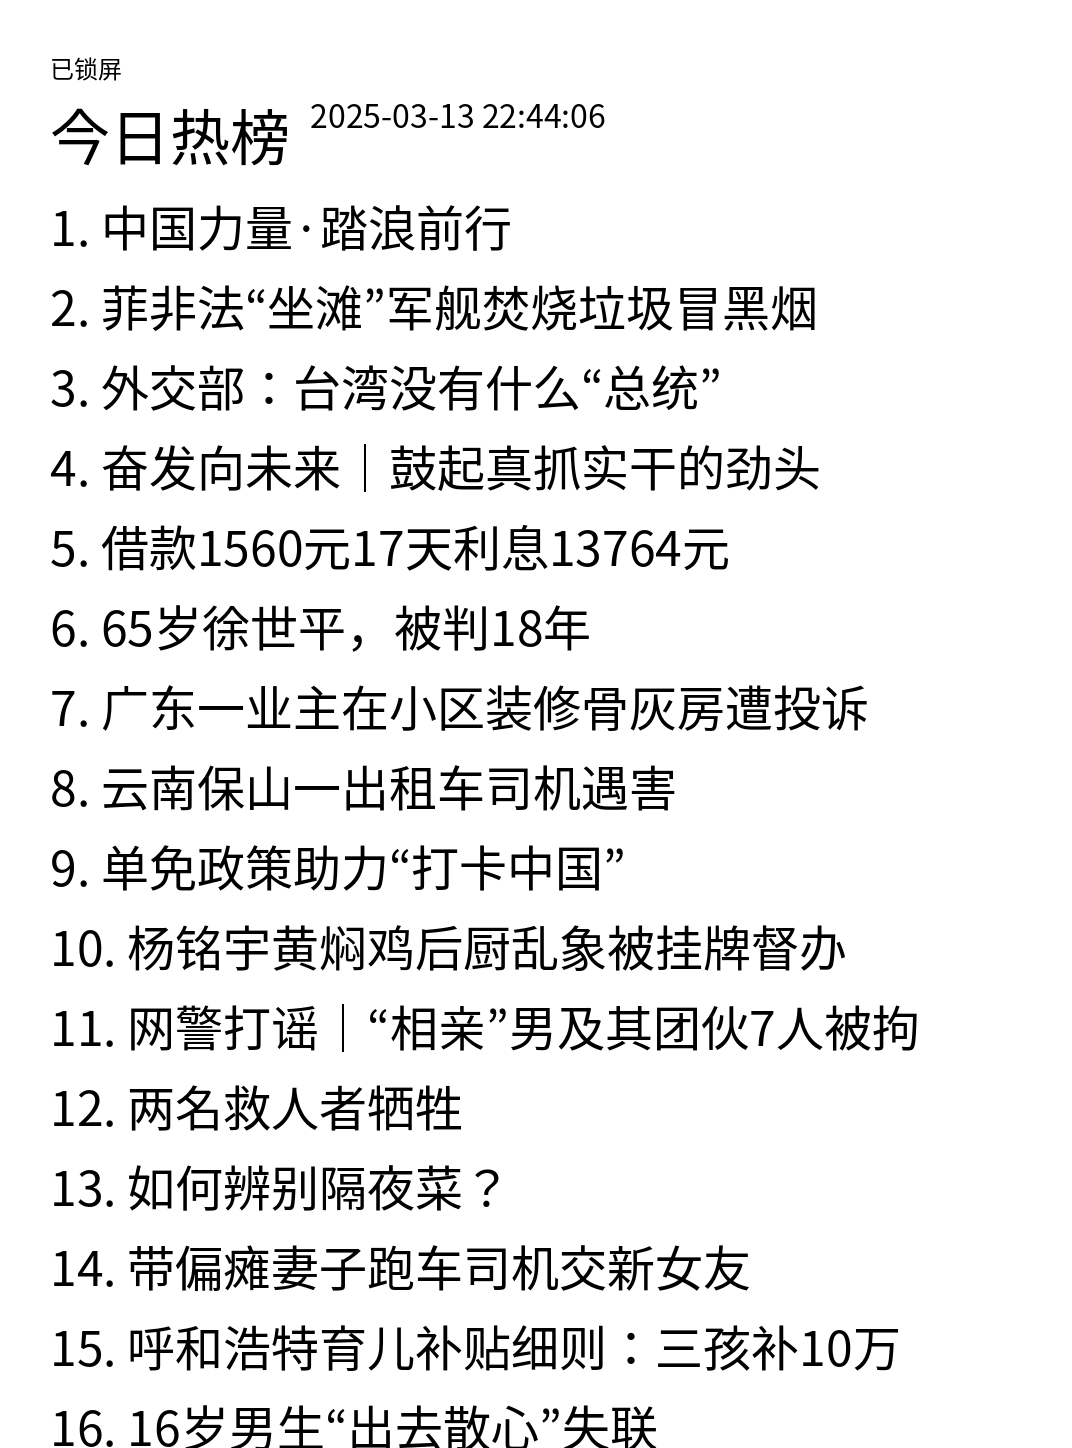 已锁屏
今日热榜 2025-03-13 22:44:06
1. 中国力量·踏浪前行
2. 菲非法“坐滩”军舰焚烧垃圾冒黑烟
3. 外交部：台湾没有什么“总统”
4. 奋发向未来｜鼓起真抓实干的劲头
5. 借款1560元17天利息13764元
6. 65岁徐世平，被判18年
7. 广东一业主在小区装修骨灰房遭投诉
8. 云南保山一出租车司机遇害
9. 单免政策助力“打卡中国”
10. 杨铭宇黄焖鸡后厨乱象被挂牌督办
11. 网警打谣｜“相亲”男及其团伙7人被拘
12. 两名救人者牺牲
13. 如何辨别隔夜菜？
14. 带偏瘫妻子跑车司机交新女友
15. 呼和浩特育儿补贴细则：三孩补10万
16. 16岁男生“出去散心”失联